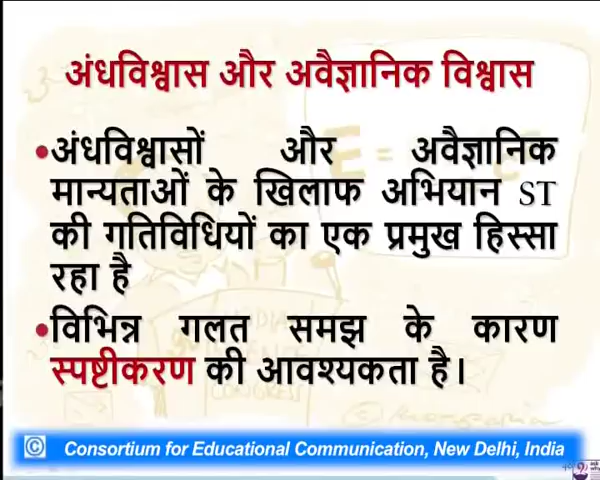 अंधविश्वास और अवैज्ञानिक विश्वास
•अंधविश्वासों और अवैज्ञानिक
मान्यताओं के खिलाफ अभियान ST
की गतिविधियों का एक प्रमुख हिस्सा
रहा है
•विभिन्न गलत समझ के कारण
स्पष्टीकरण की आवश्यकता है।
© Consortium for Educational Communication, New Delhi, India